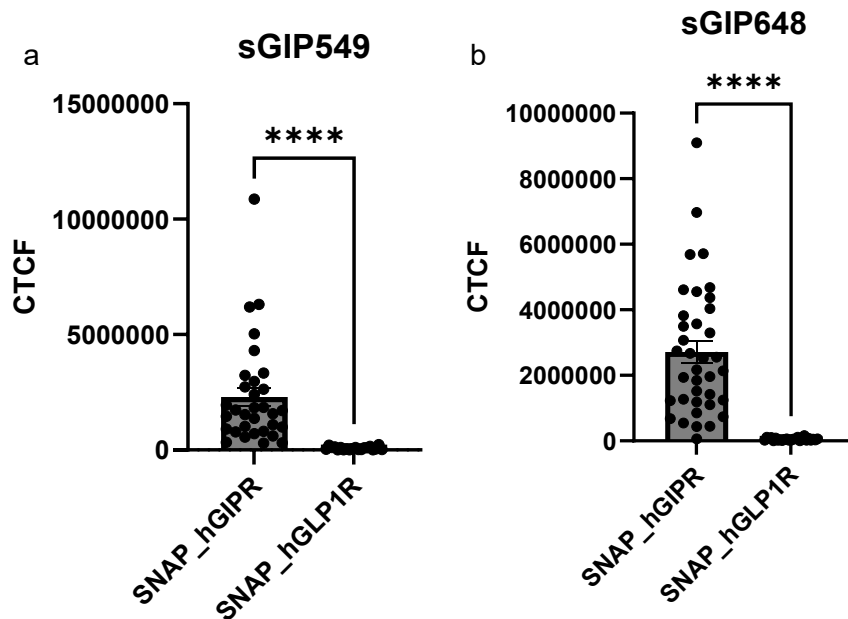 a
sGIP549
15000000
10000000
5000000
0
CTCF
****
SNAP_hGIPR
SNAP_hGLP1R
b
sGIP648
10000000
8000000
6000000
4000000
2000000
0
CTCF
****
SNAP_hGIPR
SNAP_hGLP1R